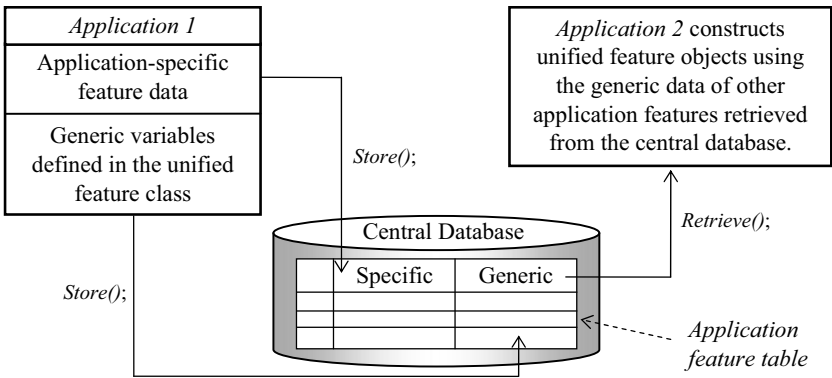 Application 1
Application-specific
feature data
Generic variables
defined in the unified
feature class
Application 2 constructs
unified feature objects using
the generic data of other
application features retrieved
from the central database.
Store();
Retrieve();
Central Database
Specific Generic
Store();
Application
feature table